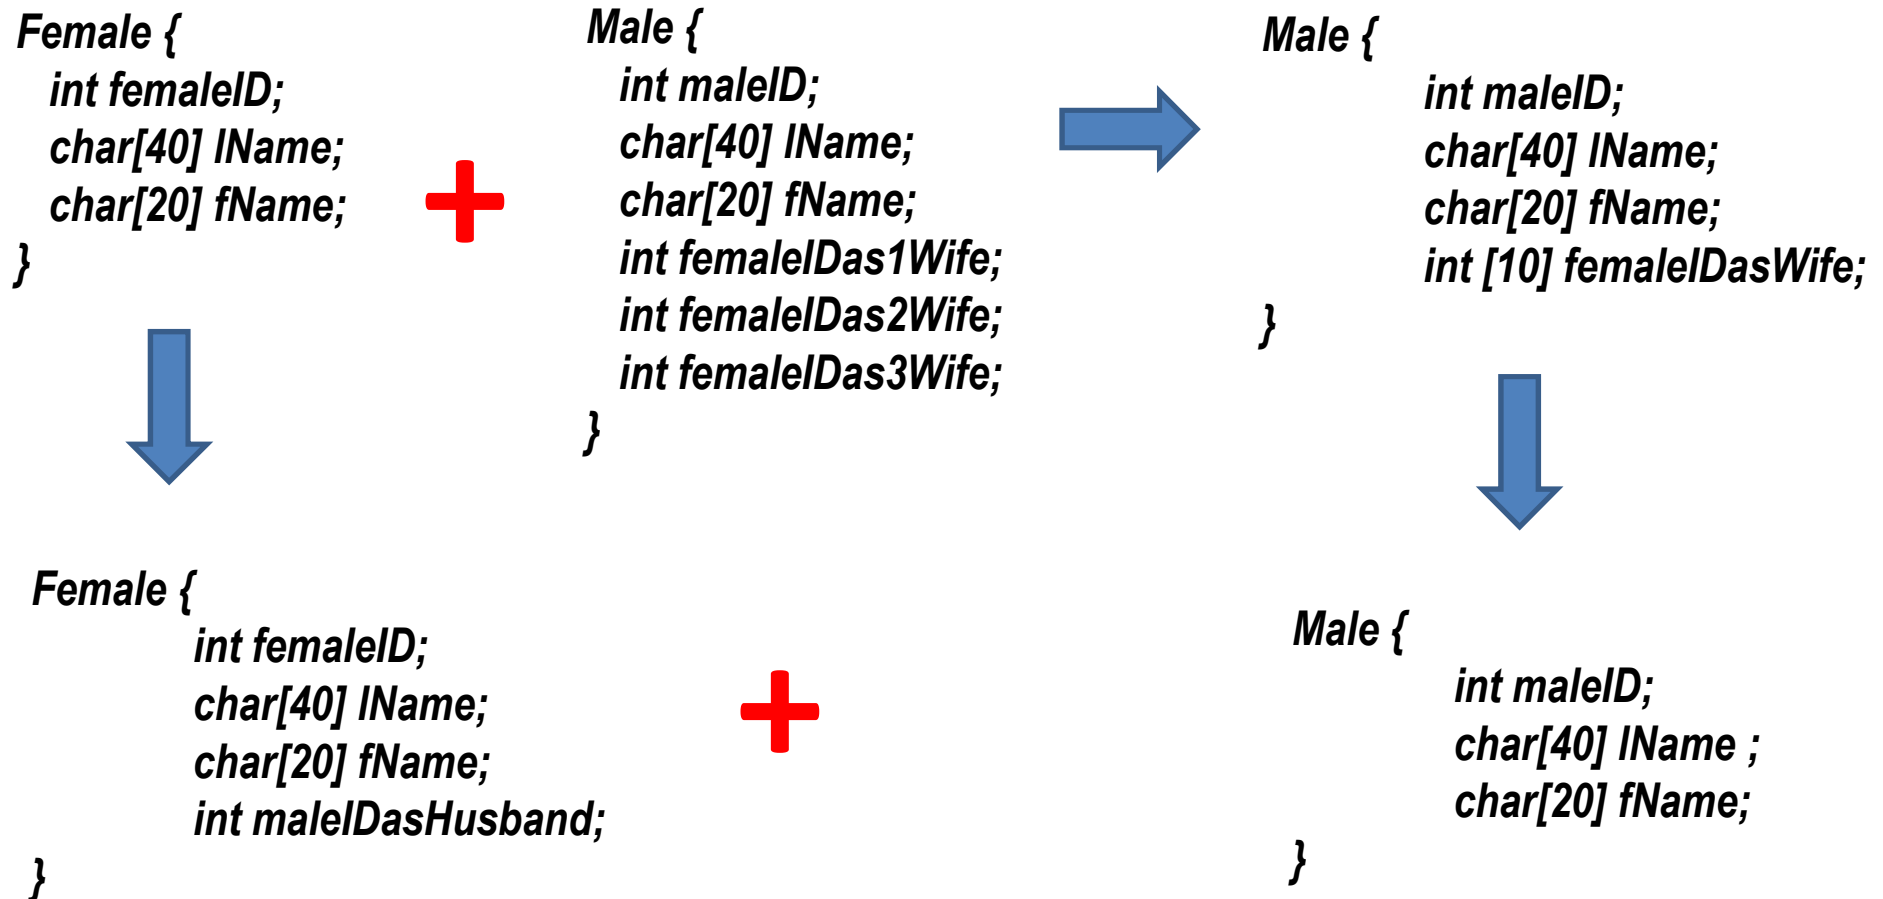 Female {
int femaleID;
char[40] lName;
char[20] fName;
}
+
Male {
int maleID;
char[40] lName;
char[20] fName;
int femaleIDas1Wife;
int femaleIDas2Wife;
int femaleIDas3Wife;
}
Male {
int maleID;
char[40] lName;
char[20] fName;
int [10] femaleIDasWife;
}
Female {
int femaleID;
char[40] lName;
char[20] fName;
int maleIDasHusband;
}
+
Male {
int maleID;
char[40] lName ;
char[20] fName;
}